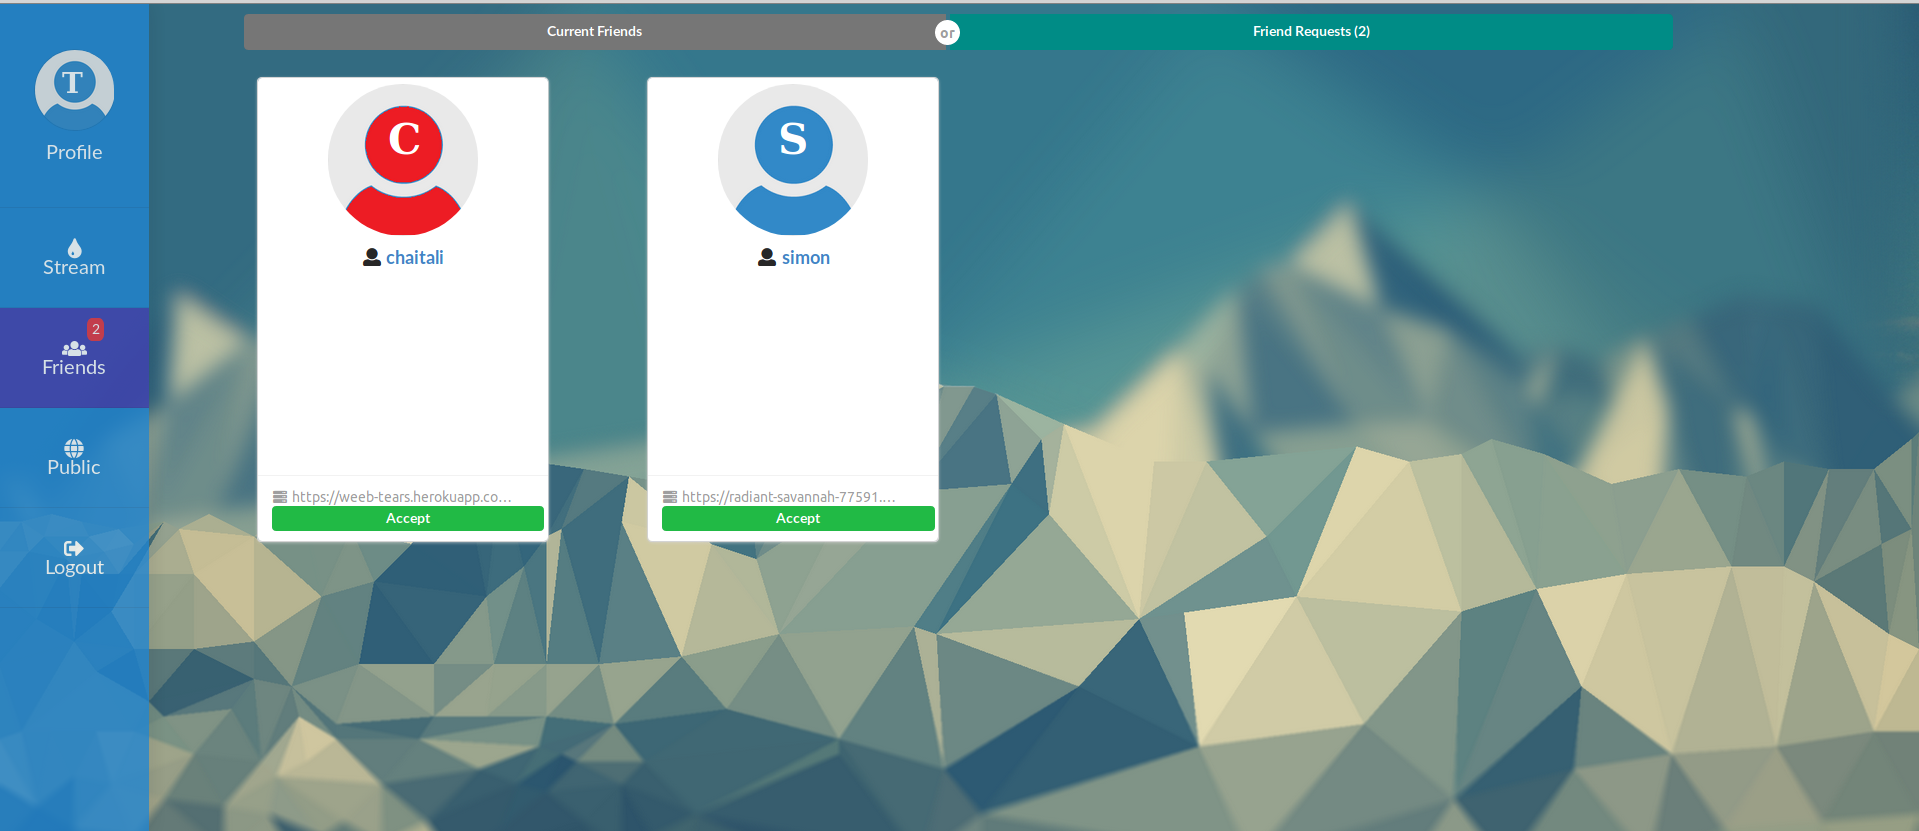 Current Friends
or
Friend Requests (2)
T
Profile
Stream
2
Friends
Public
Logout
C
chaitali
https://weeb-tears.herokuapp.co...
Accept
S
simon
https://radiant-savannah-77591....
Accept